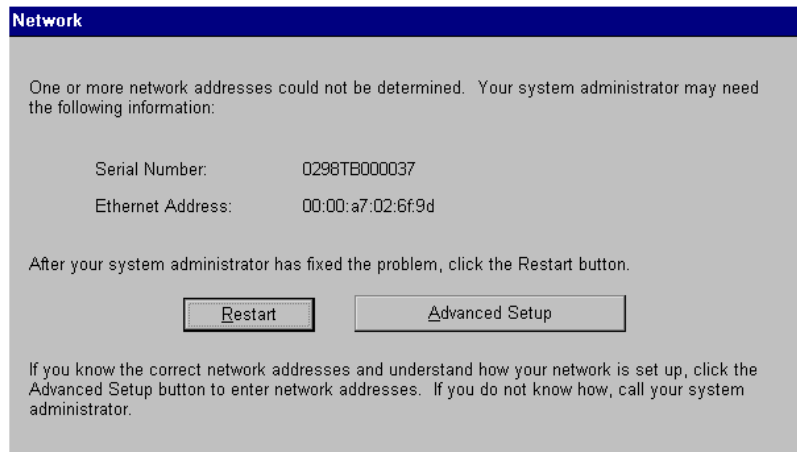 Network
One or more network addresses could not be determined.  Your system administrator may need
the following information:
Serial Number: 0298TB000037
Ethernet Address: 00:00:a7:02:6f:9d
After your system administrator has fixed the problem, click the Restart button.
Restart Advanced Setup
If you know the correct network addresses and understand how your network is set up, click the
Advanced Setup button to enter network addresses.  If you do not know how, call your system
administrator.